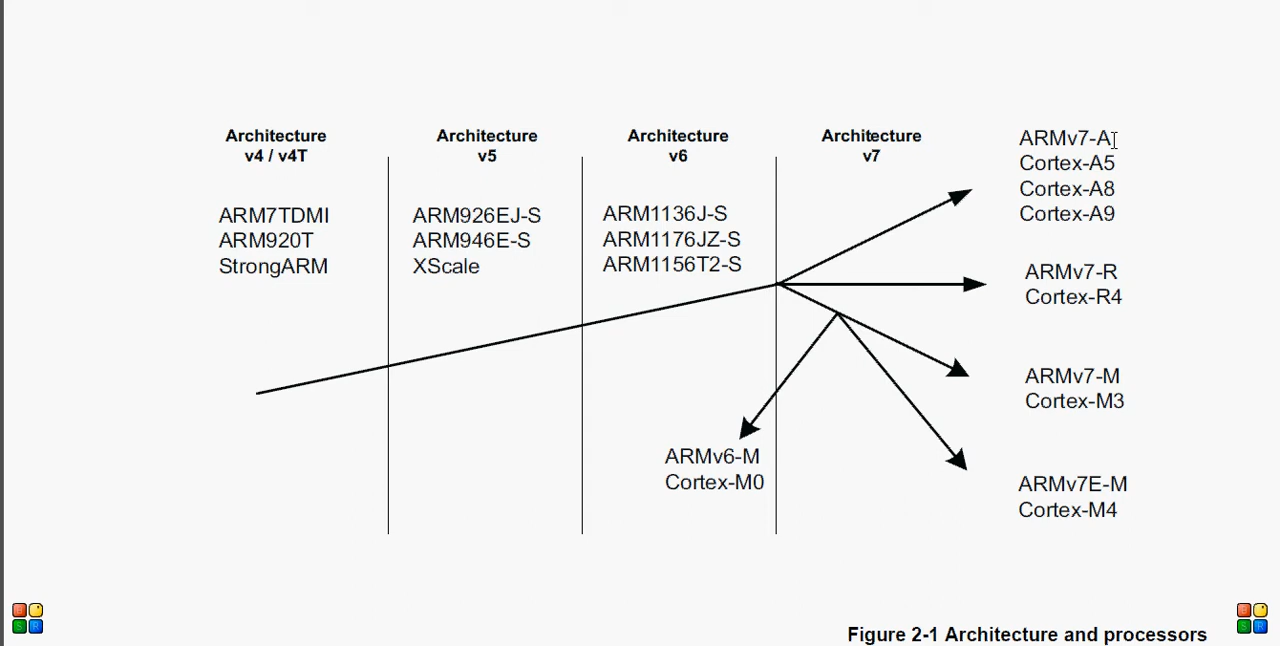 Architecture
v4 / v4T
Architecture
v5
Architecture
v6
Architecture
v7
ARM7TDMI
ARM920T
StrongARM
ARM926EJ-S
ARM946E-S
XScale
ARM1136J-S
ARM1176JZ-S
ARM1156T2-S
ARMv7-A
Cortex-A5
Cortex-A8
Cortex-A9
ARMv7-R
Cortex-R4
ARMv7-M
Cortex-M3
ARMv6-M
Cortex-M0
ARMv7E-M
Cortex-M4
Figure 2-1 Architecture and processors